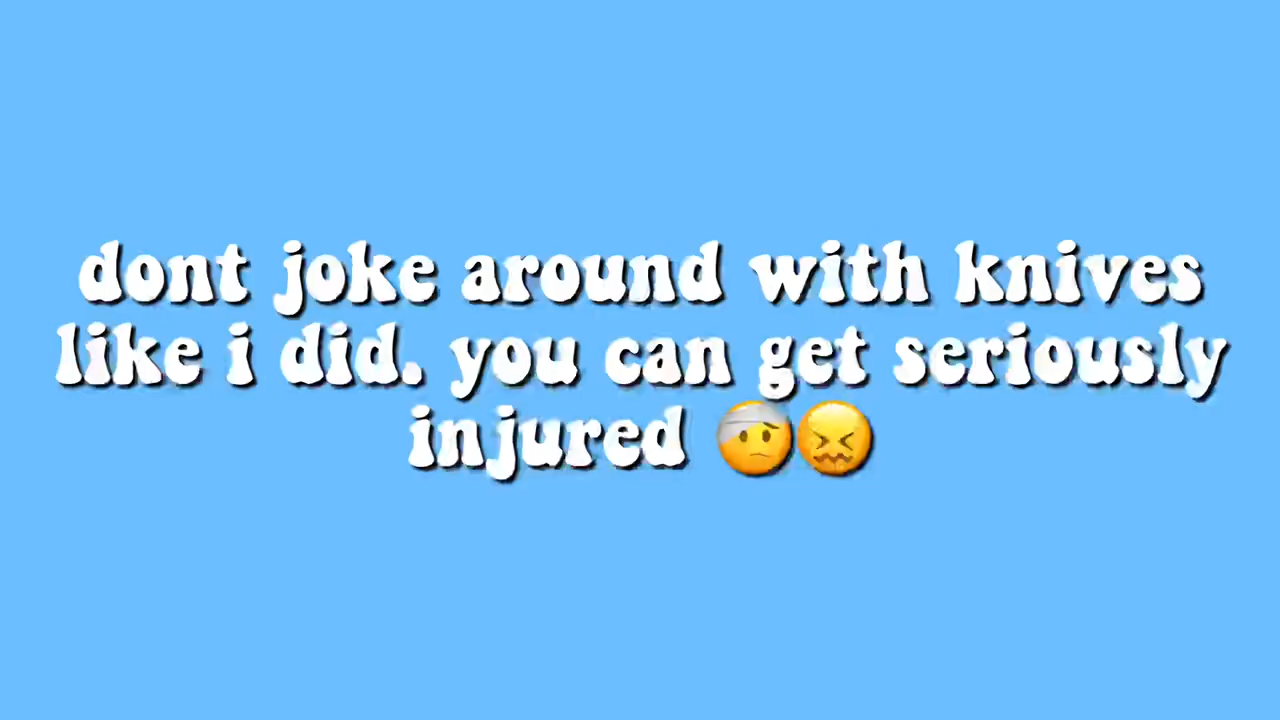 dont joke around with knives
like i did. you can get seriously
injured 🤕😖